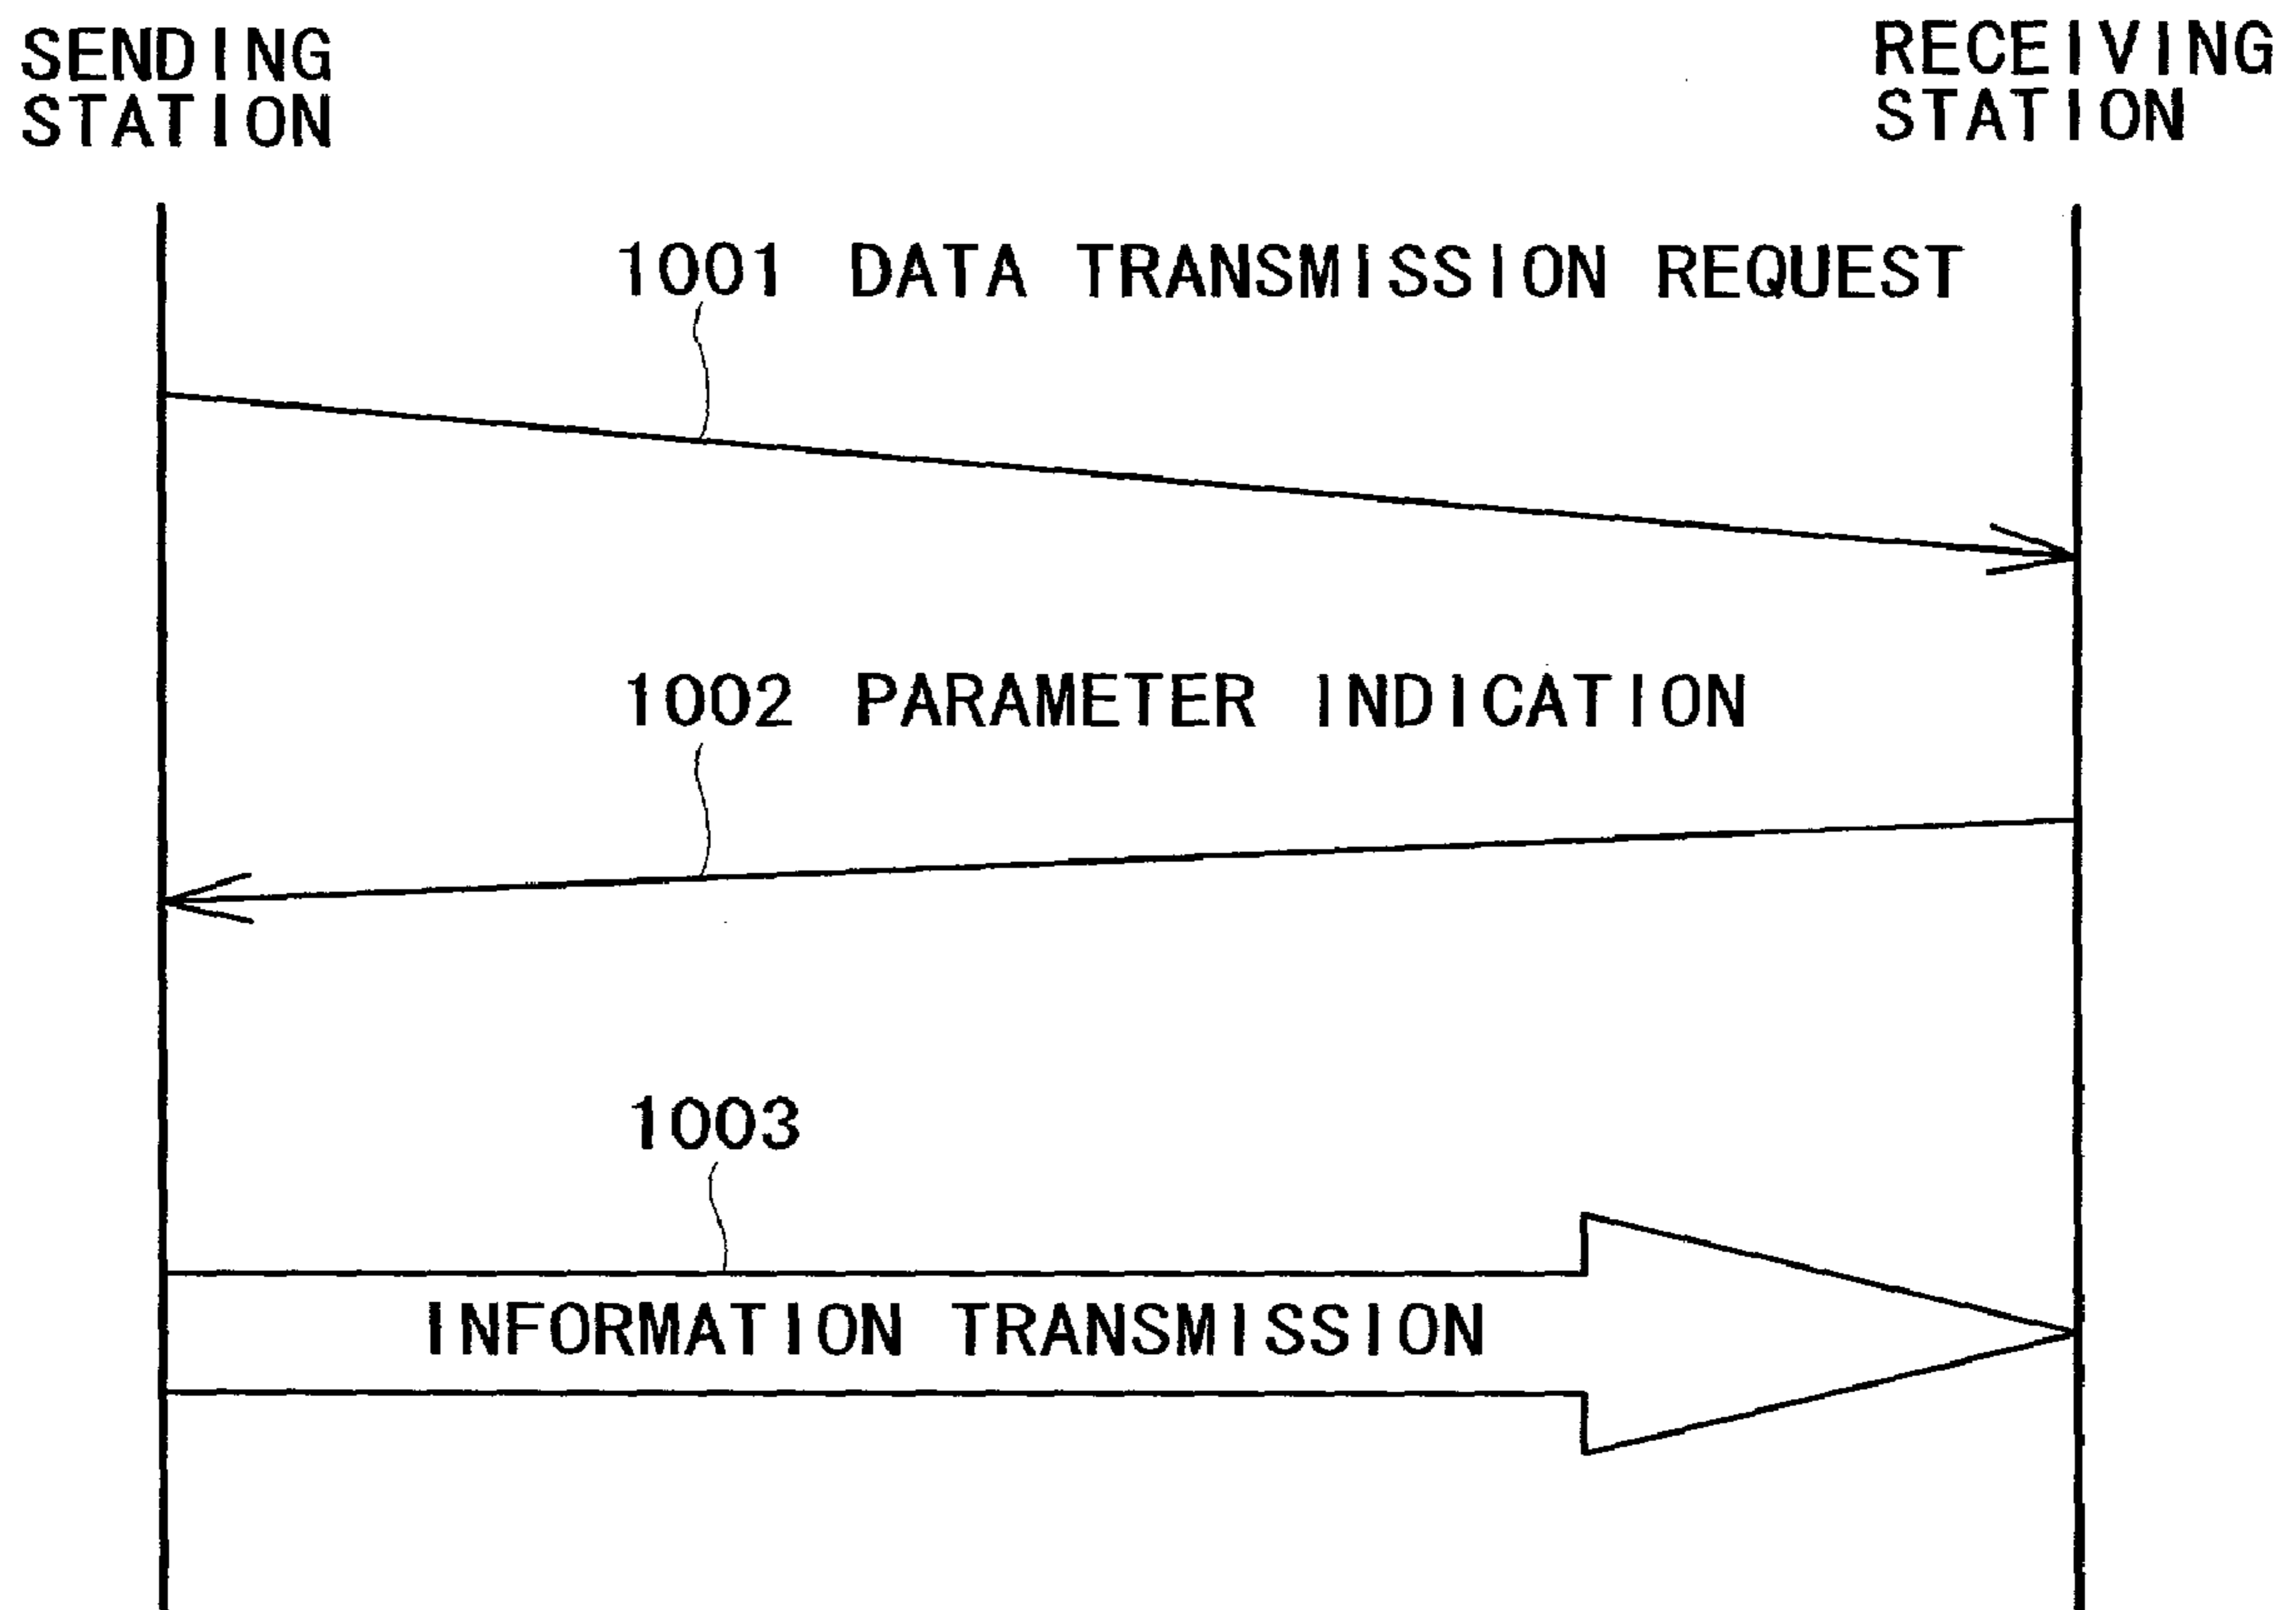 SENDING
STATION
RECEIVING
STATION
1001 DATA TRANSMISSION REQUEST
1002 PARAMETER INDICATION
1003
INFORMATION TRANSMISSION